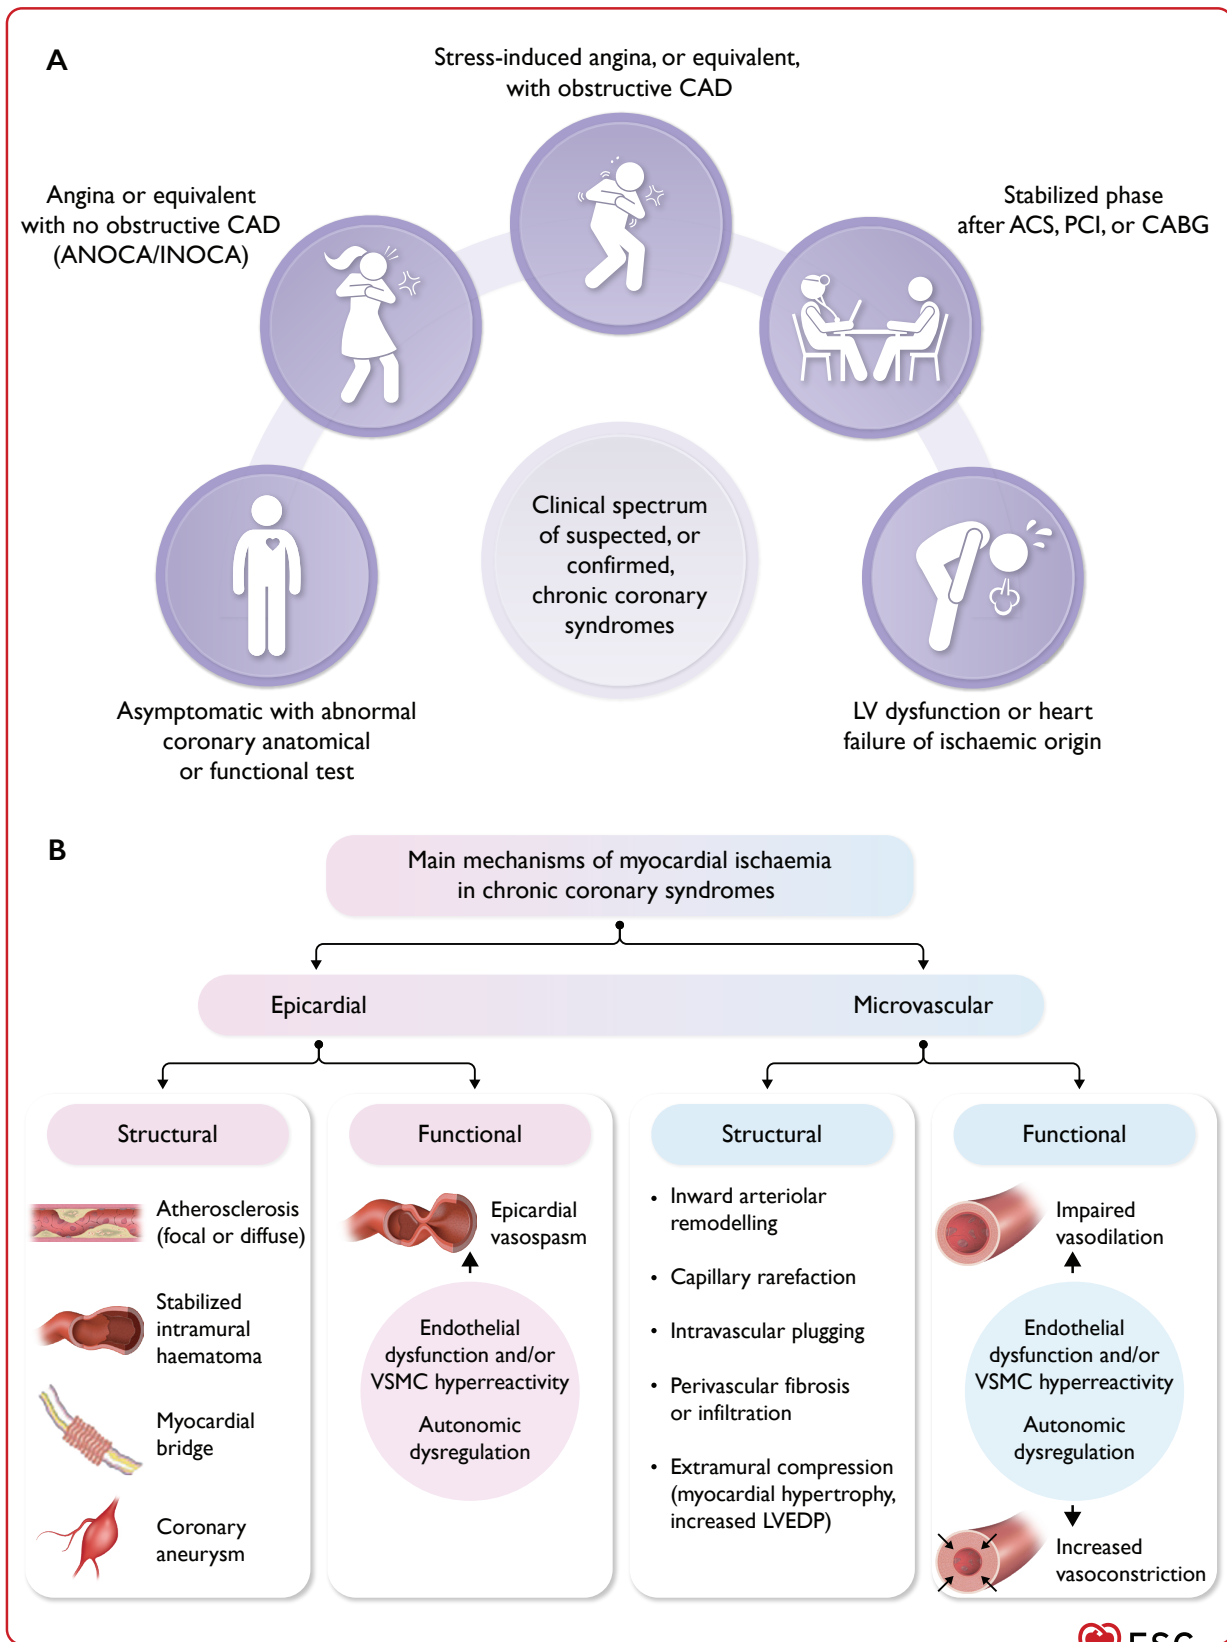 A
Stress-induced angina, or equivalent,
with obstructive CAD
Angina or equivalent
with no obstructive CAD
(ANOCA/INOCA)
Stabilized phase
after ACS, PCI, or CABG
Clinical spectrum
of suspected, or
confirmed,
chronic coronary
syndromes
Asymptomatic with abnormal
coronary anatomical
or functional test
LV dysfunction or heart
failure of ischaemic origin
B
Main mechanisms of myocardial ischaemia
in chronic coronary syndromes
Epicardial
Microvascular
Structural
Atherosclerosis
(focal or diffuse)
Stabilized
intramural
haematoma
Myocardial
bridge
Coronary
aneurysm
Functional
Epicardial
vasospasm
Endothelial
dysfunction and/or
VSMC hyperreactivity
Autonomic
dysregulation
Structural
• Inward arteriolar
remodelling
• Capillary rarefaction
• Intravascular plugging
• Perivascular fibrosis
or infiltration
• Extramural compression
(myocardial hypertrophy,
increased LVEDP)
Functional
Impaired
vasodilation
Endothelial
dysfunction and/or
VSMC hyperreactivity
Autonomic
dysregulation
Increased
vasoconstriction
ESC